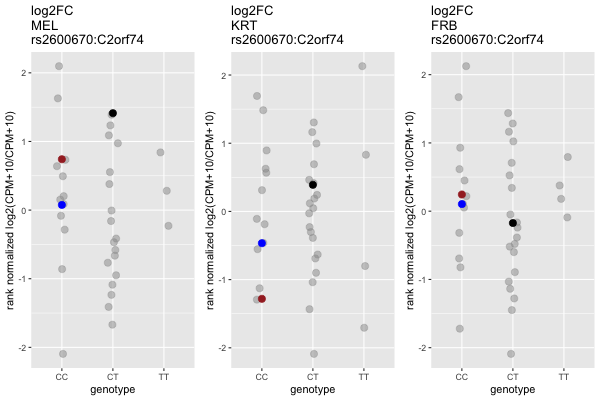 log2FC
MEL
rs2600670:C2orf74
rank normalized log2(CPM+10/CPM+10)
2
1
0
-1
-2
CC
CT
TT
genotype
log2FC
KRT
rs2600670:C2orf74
rank normalized log2(CPM+10/CPM+10)
2
1
0
-1
-2
CC
CT
TT
genotype
log2FC
FRB
rs2600670:C2orf74
rank normalized log2(CPM+10/CPM+10)
2
1
0
-1
-2
CC
CT
TT
genotype